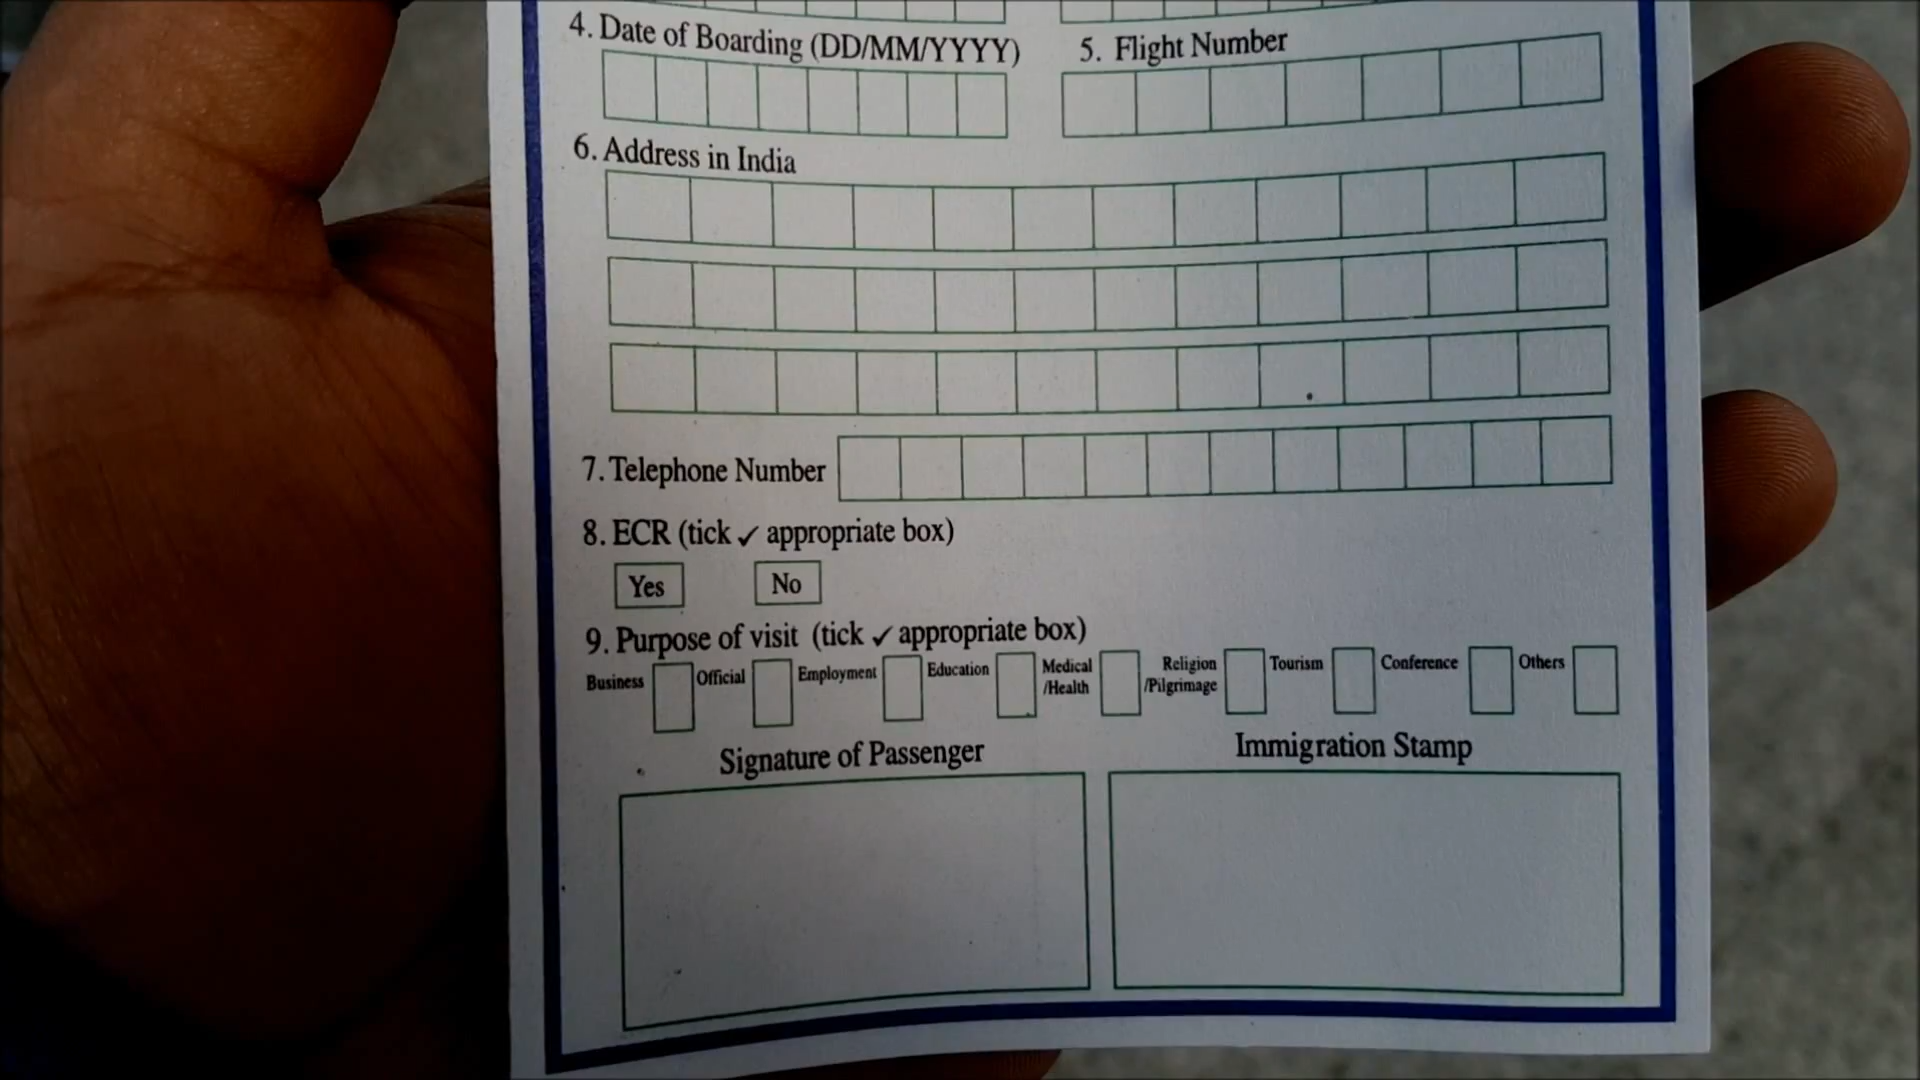 4. Date of Boarding (DD/MM/YYYY) 5. Flight Number
6. Address in India
7. Telephone Number
8. ECR (tick ✓ appropriate box)
Yes No
9. Purpose of visit (tick ✓ appropriate box)
Business Official Employment Education Medical /Health Religion /Pilgrimage Tourism Conference Others
Signature of Passenger Immigration Stamp